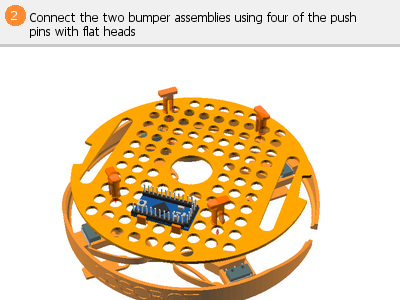 2
Connect the two bumper assemblies using four of the push
pins with flat heads